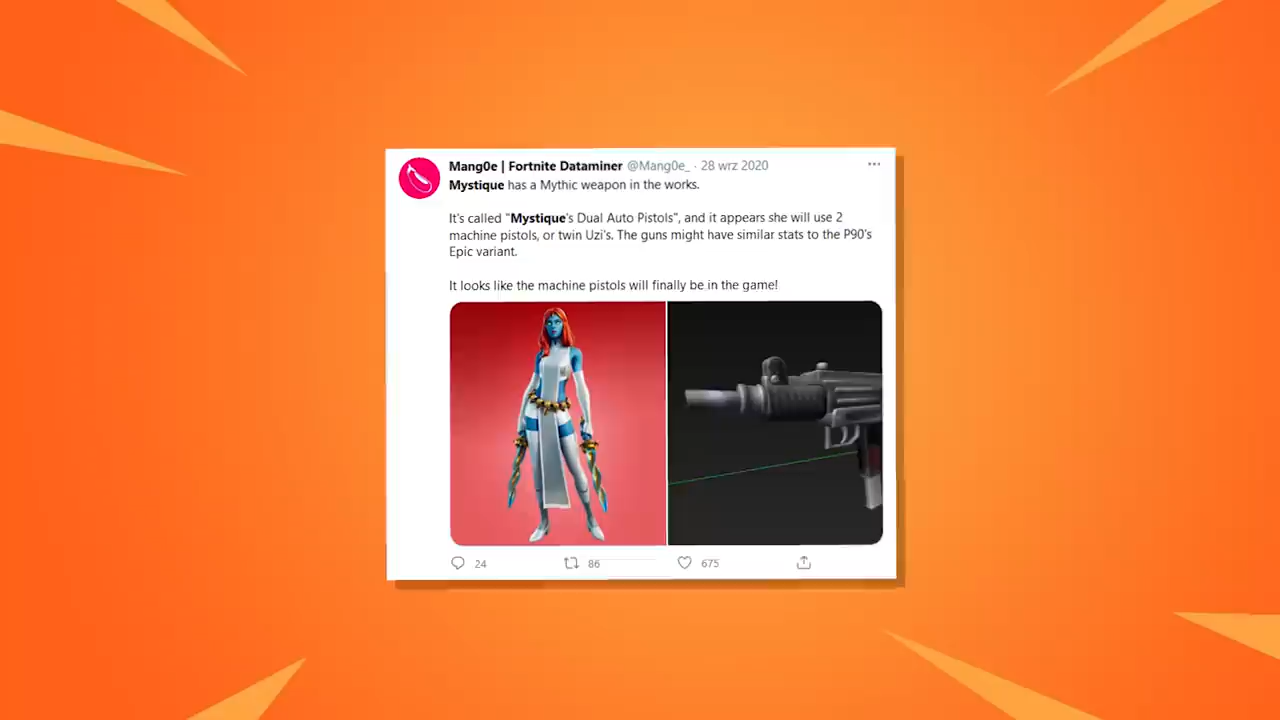 Mang0e | Fortnite Dataminer @Mang0e_ · 28 wrz 2020
Mystique has a Mythic weapon in the works.
It's called "Mystique's Dual Auto Pistols", and it appears she will use 2
machine pistols, or twin Uzi's. The guns might have similar stats to the P90's
Epic variant.
It looks like the machine pistols will finally be in the game!
24 86 675